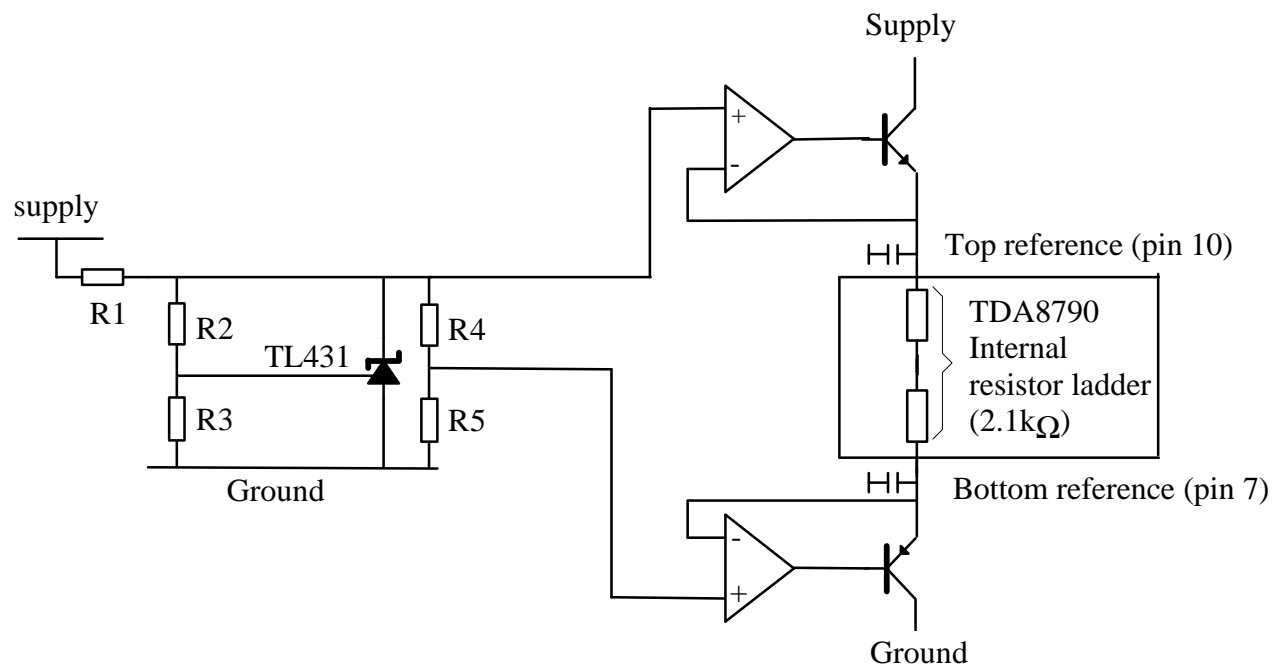 Supply
+
-
supply
Top reference (pin 10)
R1
R2
R4
TL431
TDA8790
Internal
resistor ladder
(2.1kΩ)
R3
R5
Ground
Bottom reference (pin 7)
-
+
Ground